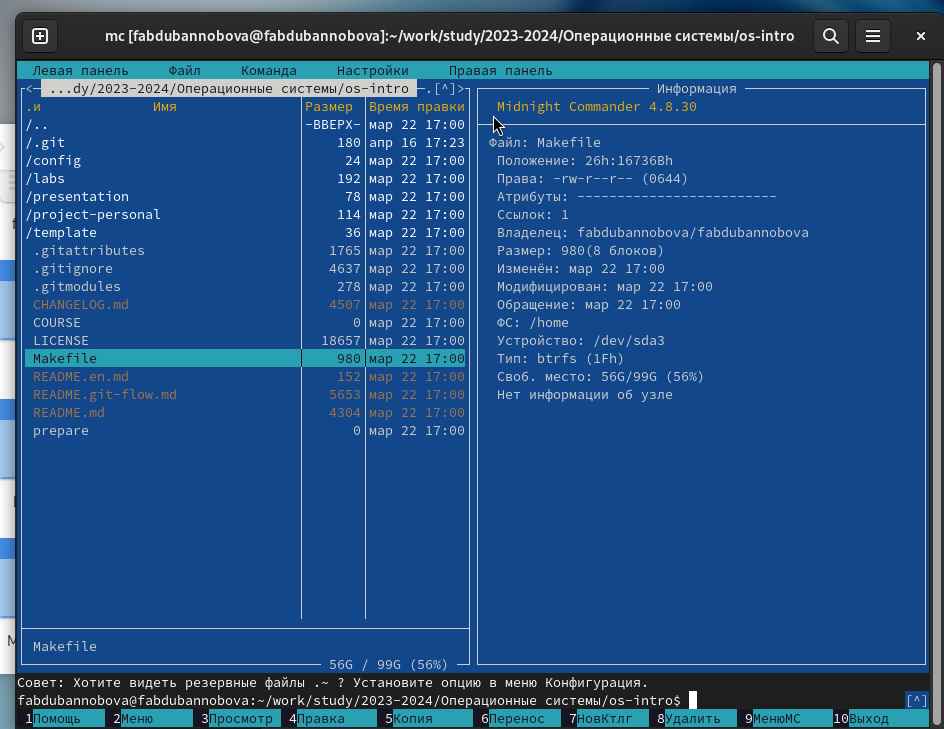 mc [fabdubannobova@fabdubannobova]:~/work/study/2023-2024/Операционные системы/os-intro
Левая панель Файл Команда Настройки Правая панель
<─ ...dy/2023-2024/Операционные системы/os-intro ─.[^]>
.и Имя Размер Время правки
/.. -ВВЕРХ- мар 22 17:00
/.git 180 апр 16 17:23
/config 24 мар 22 17:00
/labs 192 мар 22 17:00
/presentation 78 мар 22 17:00
/project-personal 114 мар 22 17:00
/template 36 мар 22 17:00
.gitattributes 1765 мар 22 17:00
.gitignore 4637 мар 22 17:00
.gitmodules 278 мар 22 17:00
CHANGELOG.md 4507 мар 22 17:00
COURSE 0 мар 22 17:00
LICENSE 18657 мар 22 17:00
Makefile 980 мар 22 17:00
README.en.md 152 мар 22 17:00
README.git-flow.md 5653 мар 22 17:00
README.md 4304 мар 22 17:00
prepare 0 мар 22 17:00
Makefile
56G / 99G (56%)
Информация
Midnight Commander 4.8.30
Файл: Makefile
Положение: 26h:16736Bh
Права: -rw-r--r-- (0644)
Атрибуты: -------------------------
Ссылок: 1
Владелец: fabdubannobova/fabdubannobova
Размер: 980(8 блоков)
Изменён: мар 22 17:00
Модифицирован: мар 22 17:00
Обращение: мар 22 17:00
ФС: /home
Устройство: /dev/sda3
Тип: btrfs (1Fh)
Своб. место: 56G/99G (56%)
Нет информации об узле
Совет: Хотите видеть резервные файлы .~ ? Установите опцию в меню Конфигурация.
fabdubannobova@fabdubannobova:~/work/study/2023-2024/Операционные системы/os-intro$ [^]
1Помощь 2Меню 3Просмотр 4Правка 5Копия 6Перенос 7НовКтлг 8Удалить 9МенюМС 10Выход